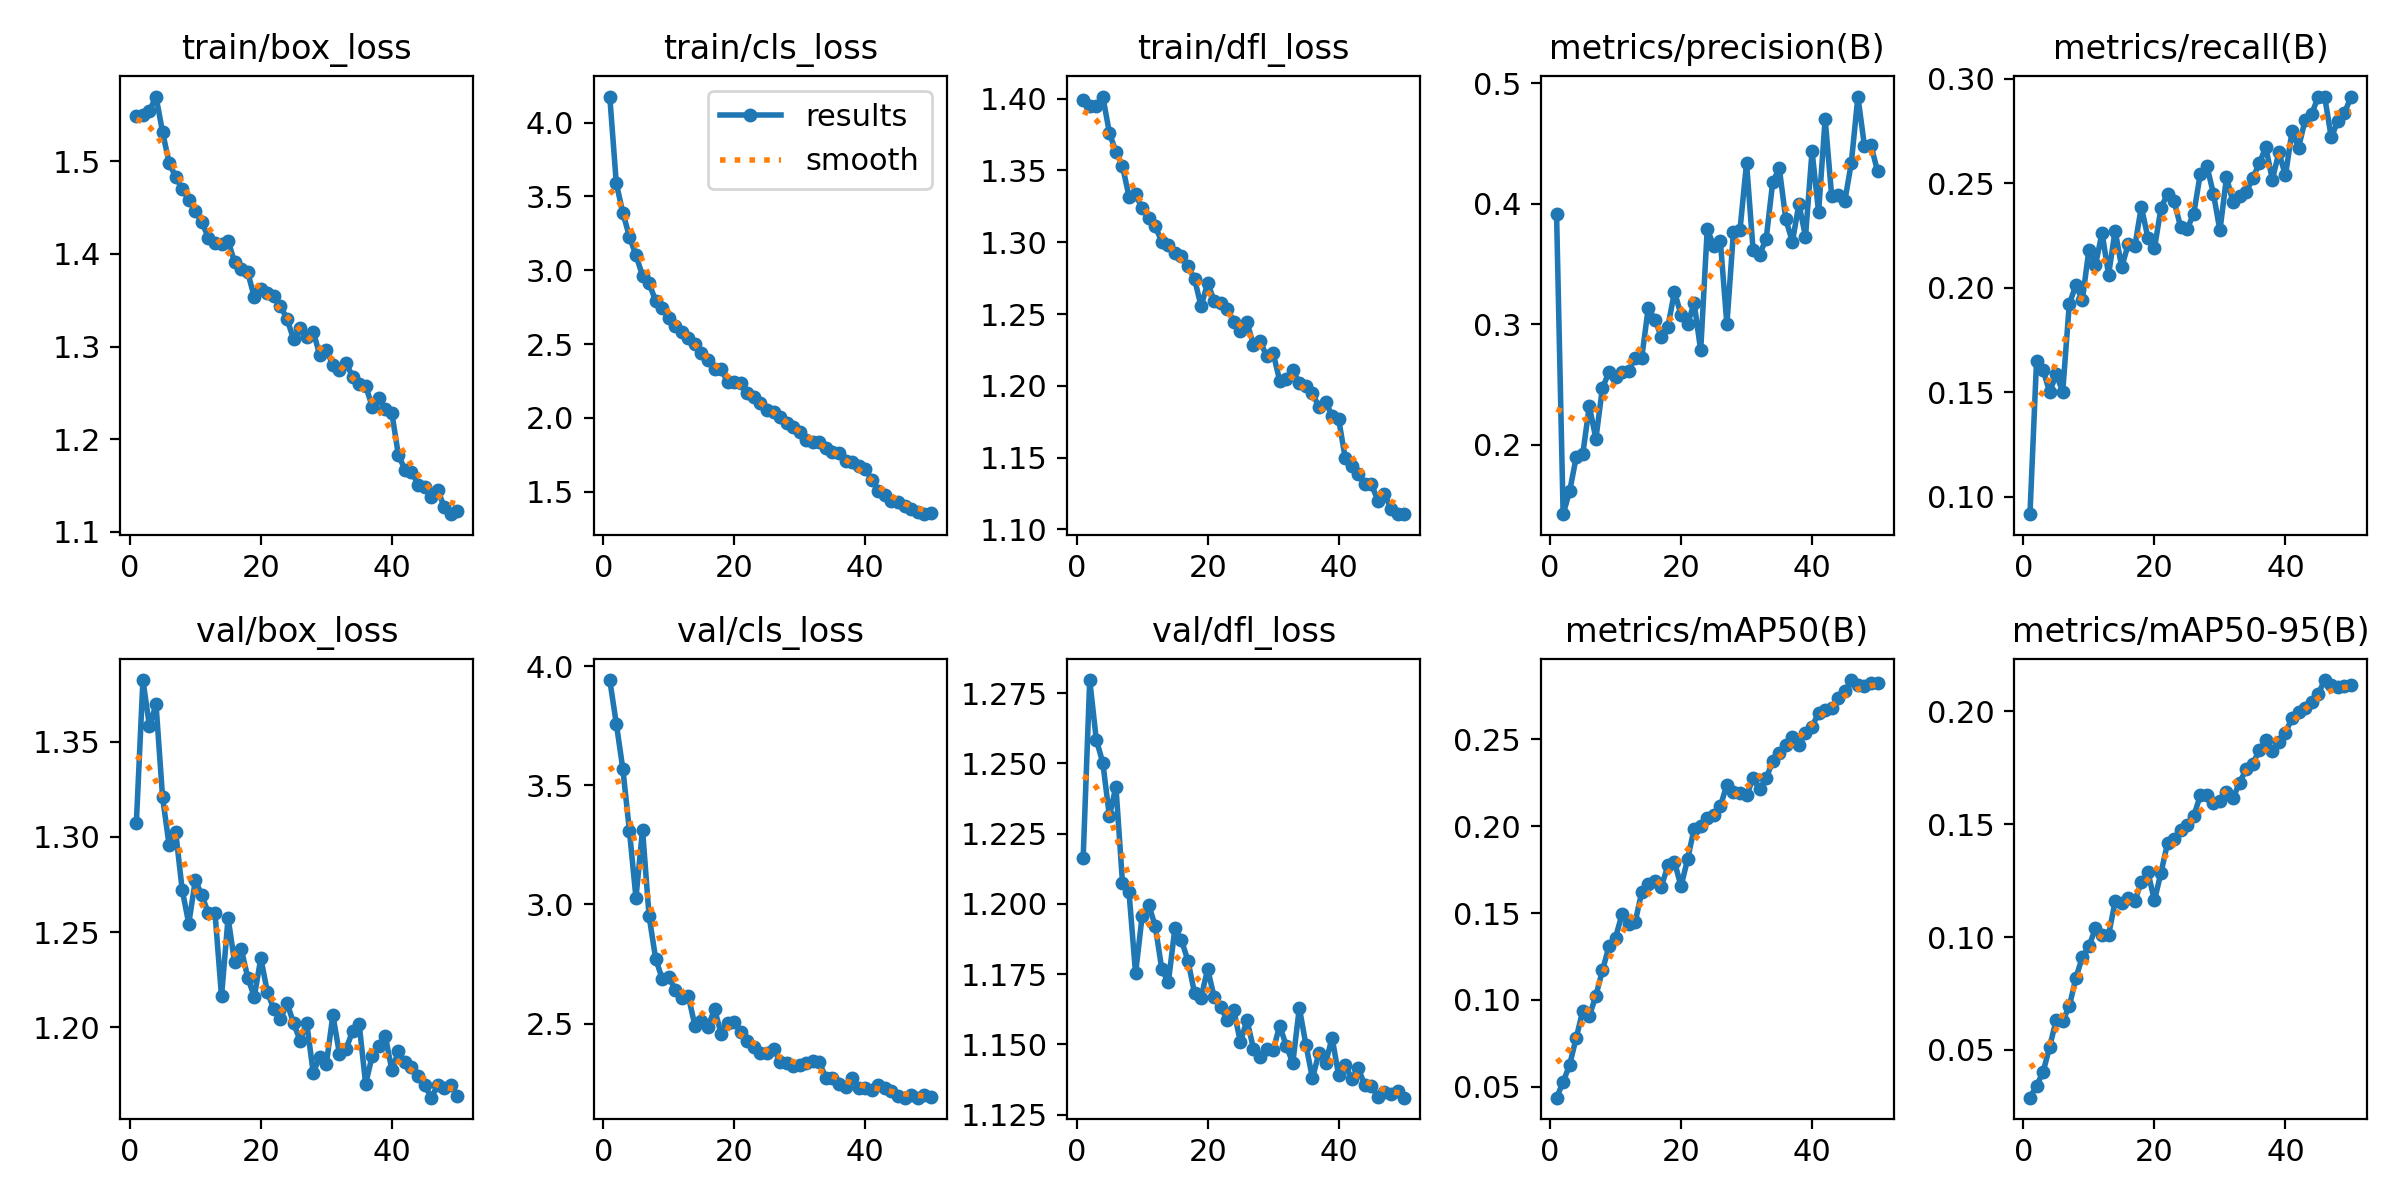 train/box_loss
1.5
1.4
1.3
1.2
1.1
0 20 40
train/cls_loss
results
smooth
4.0
3.5
3.0
2.5
2.0
1.5
0 20 40
train/dfl_loss
1.40
1.35
1.30
1.25
1.20
1.15
1.10
0 20 40
metrics/precision(B)
0.5
0.4
0.3
0.2
0 20 40
metrics/recall(B)
0.30
0.25
0.20
0.15
0.10
0 20 40
val/box_loss
1.35
1.30
1.25
1.20
0 20 40
val/cls_loss
4.0
3.5
3.0
2.5
0 20 40
val/dfl_loss
1.275
1.250
1.225
1.200
1.175
1.150
1.125
0 20 40
metrics/mAP50(B)
0.25
0.20
0.15
0.10
0.05
0 20 40
metrics/mAP50-95(B)
0.20
0.15
0.10
0.05
0 20 40